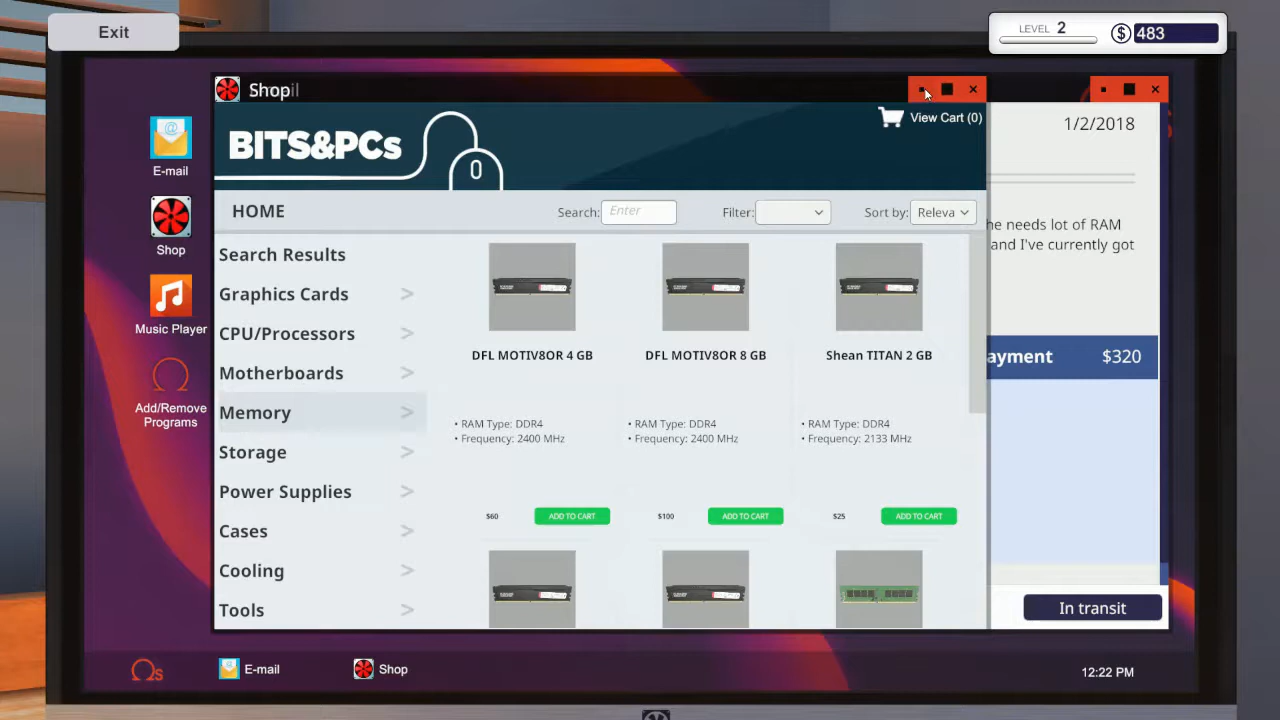 Exit
LEVEL 2
$ 483
Shop
View Cart (0)
BITS&PCs
1/2/2018
HOME
Search: Enter
Filter:
Sort by: Releva
he needs lot of RAM
and I've currently got
E-mail
Shop
Music Player
Add/Remove
Programs
Search Results
Graphics Cards >
CPU/Processors >
Motherboards >
Memory >
Storage >
Power Supplies >
Cases >
Cooling >
Tools >
DFL MOTIV8OR 4 GB
• RAM Type: DDR4
• Frequency: 2400 MHz
$60 ADD TO CART
DFL MOTIV8OR 8 GB
• RAM Type: DDR4
• Frequency: 2400 MHz
$100 ADD TO CART
Shean TITAN 2 GB
• RAM Type: DDR4
• Frequency: 2133 MHz
$25 ADD TO CART
ayment $320
In transit
Ωs
E-mail
Shop
12:22 PM